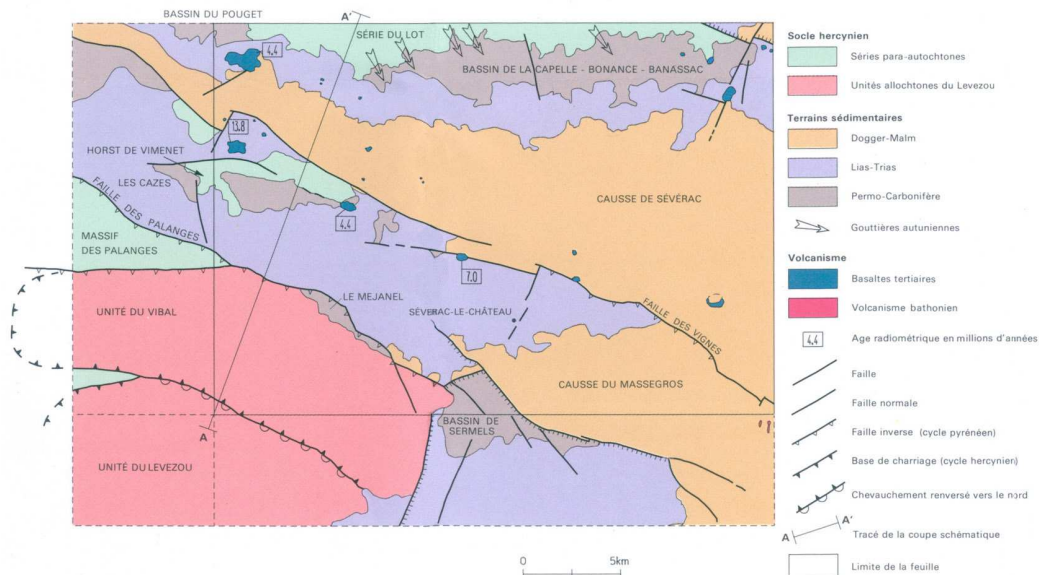 BASSIN DU POUGET
A'
SÉRIE DU LOT
4,4
BASSIN DE LA CAPELLE - BONANCE - BANASSAC
13.8
HORST DE VIMENET
LES CAZES
FAILLE DES PALANGES
CAUSSE DE SÉVÉRAC
4,4
MASSIF
DES PALANGES
7.0
LE MEJANEL
UNITÉ DU VIBAL
SÉVERAC-LE-CHÂTEAU
FAILLE DES VIGNES
CAUSSE DU MASSEGROS
A
BASSIN DE
SERMELS
UNITÉ DU LEVEZOU
0 5km
Socle hercynien
Séries para-autochtones
Unités allochtones du Levezou
Terrains sédimentaires
Dogger-Malm
Lias-Trias
Permo-Carbonifère
Gouttières autuniennes
Volcanisme
Basaltes tertiaires
Volcanisme bathonien
4,4 Age radiométrique en millions d'années
Faille
Faille normale
Faille inverse (cycle pyrénéen)
Base de charriage (cycle hercynien)
Chevauchement renversé vers le nord
A A' Tracé de la coupe schématique
Limite de la feuille